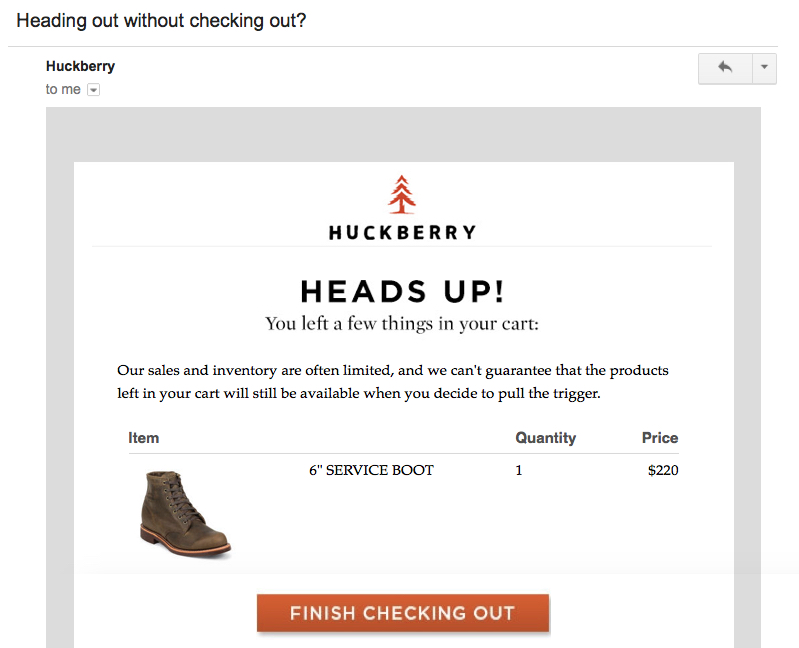 Heading out without checking out?
Huckberry
to me
HUCKBERRY
HEADS UP!
You left a few things in your cart:
Our sales and inventory are often limited, and we can't guarantee that the products
left in your cart will still be available when you decide to pull the trigger.
Item Quantity Price
6" SERVICE BOOT 1 $220
FINISH CHECKING OUT